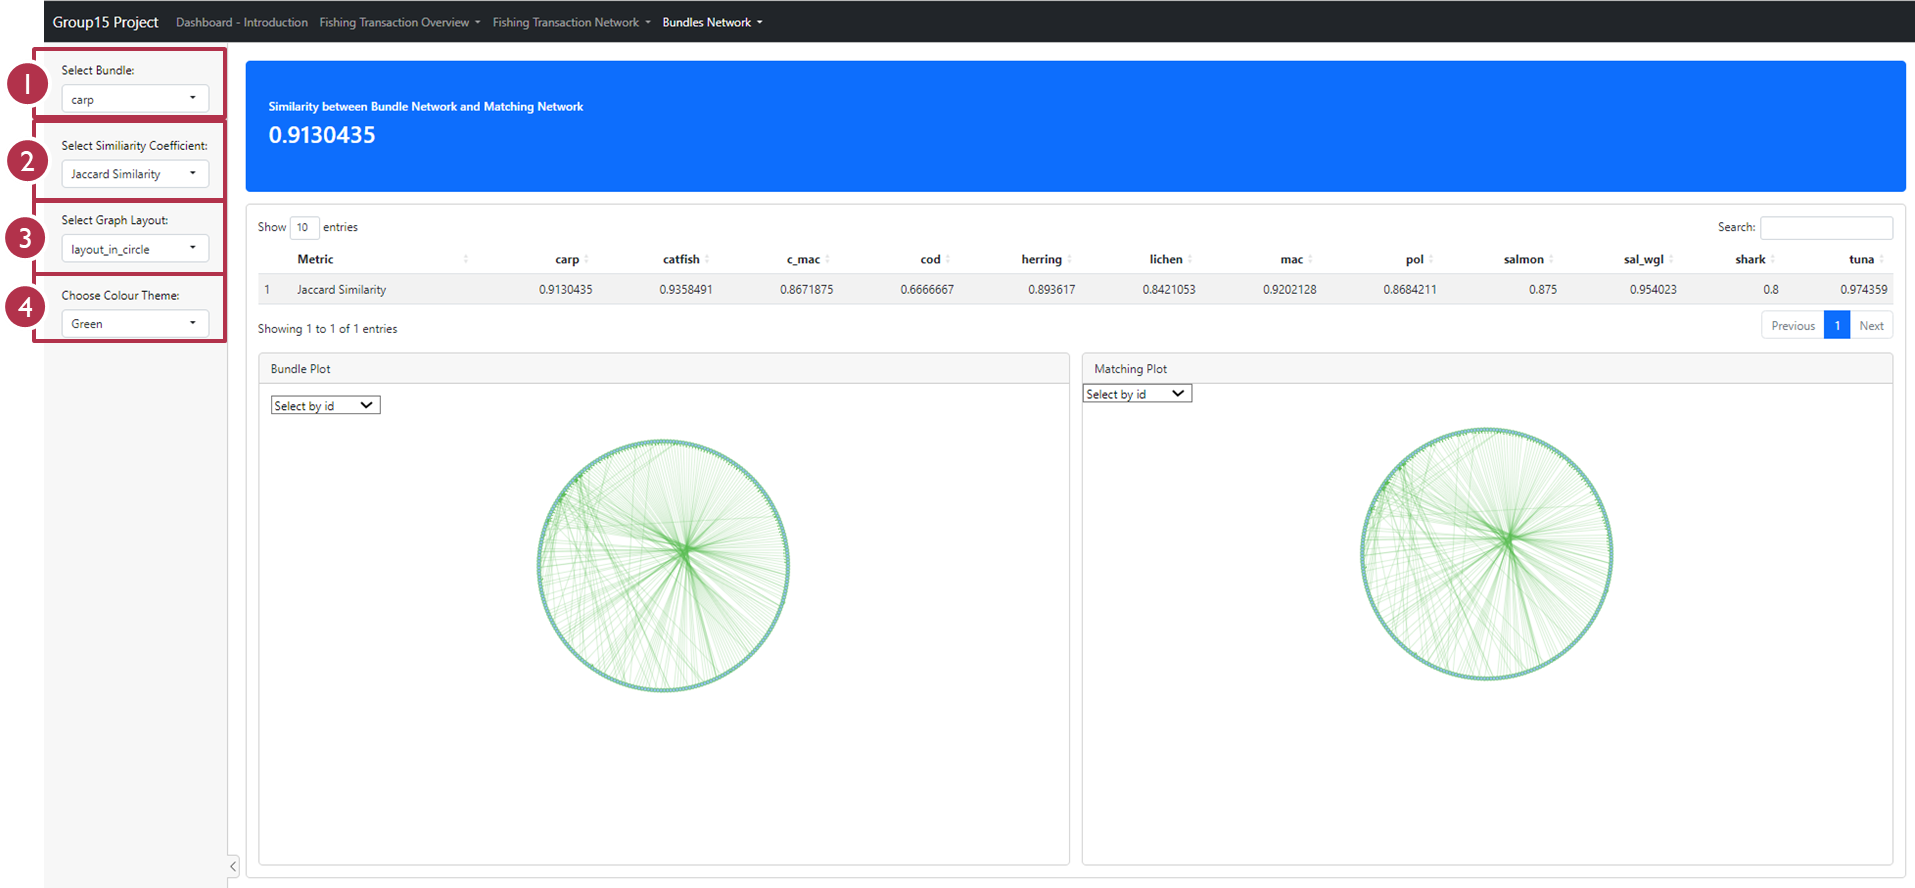 Group15 Project Dashboard - Introduction Fishing Transaction Overview Fishing Transaction Network Bundles Network
1
Select Bundle:
carp
2
Select Similiarity Coefficient:
Jaccard Similarity
3
Select Graph Layout:
layout_in_circle
4
Choose Colour Theme:
Green
Similarity between Bundle Network and Matching Network
0.9130435
Show 10 entries Search:
Metric carp catfish c_mac cod herring lichen mac pol salmon sal_wgl shark tuna
1 Jaccard Similarity 0.9130435 0.9358491 0.8671875 0.6666667 0.893617 0.8421053 0.9202128 0.8684211 0.875 0.954023 0.8 0.974359
Showing 1 to 1 of 1 entries Previous 1 Next
Bundle Plot
Select by id
Matching Plot
Select by id